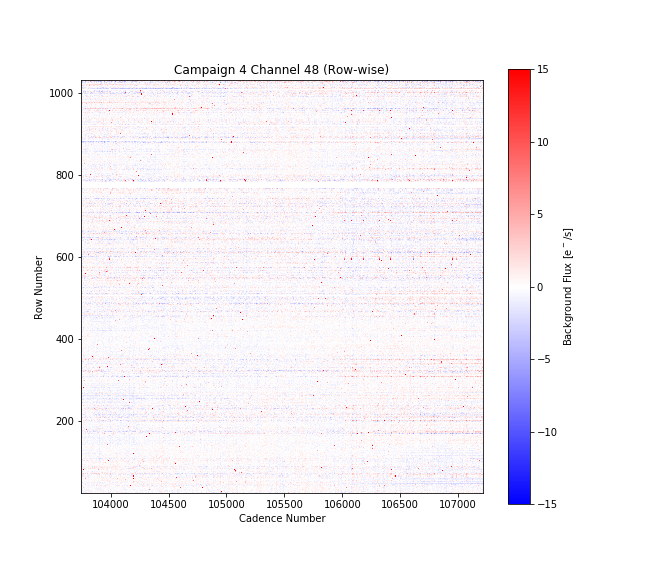 Campaign 4 Channel 48 (Row-wise)
1000
800
600
400
200
Row Number
104000 104500 105000 105500 106000 106500 107000
Cadence Number
15
10
5
0
−5
−10
−15
Background Flux [e⁻/s]